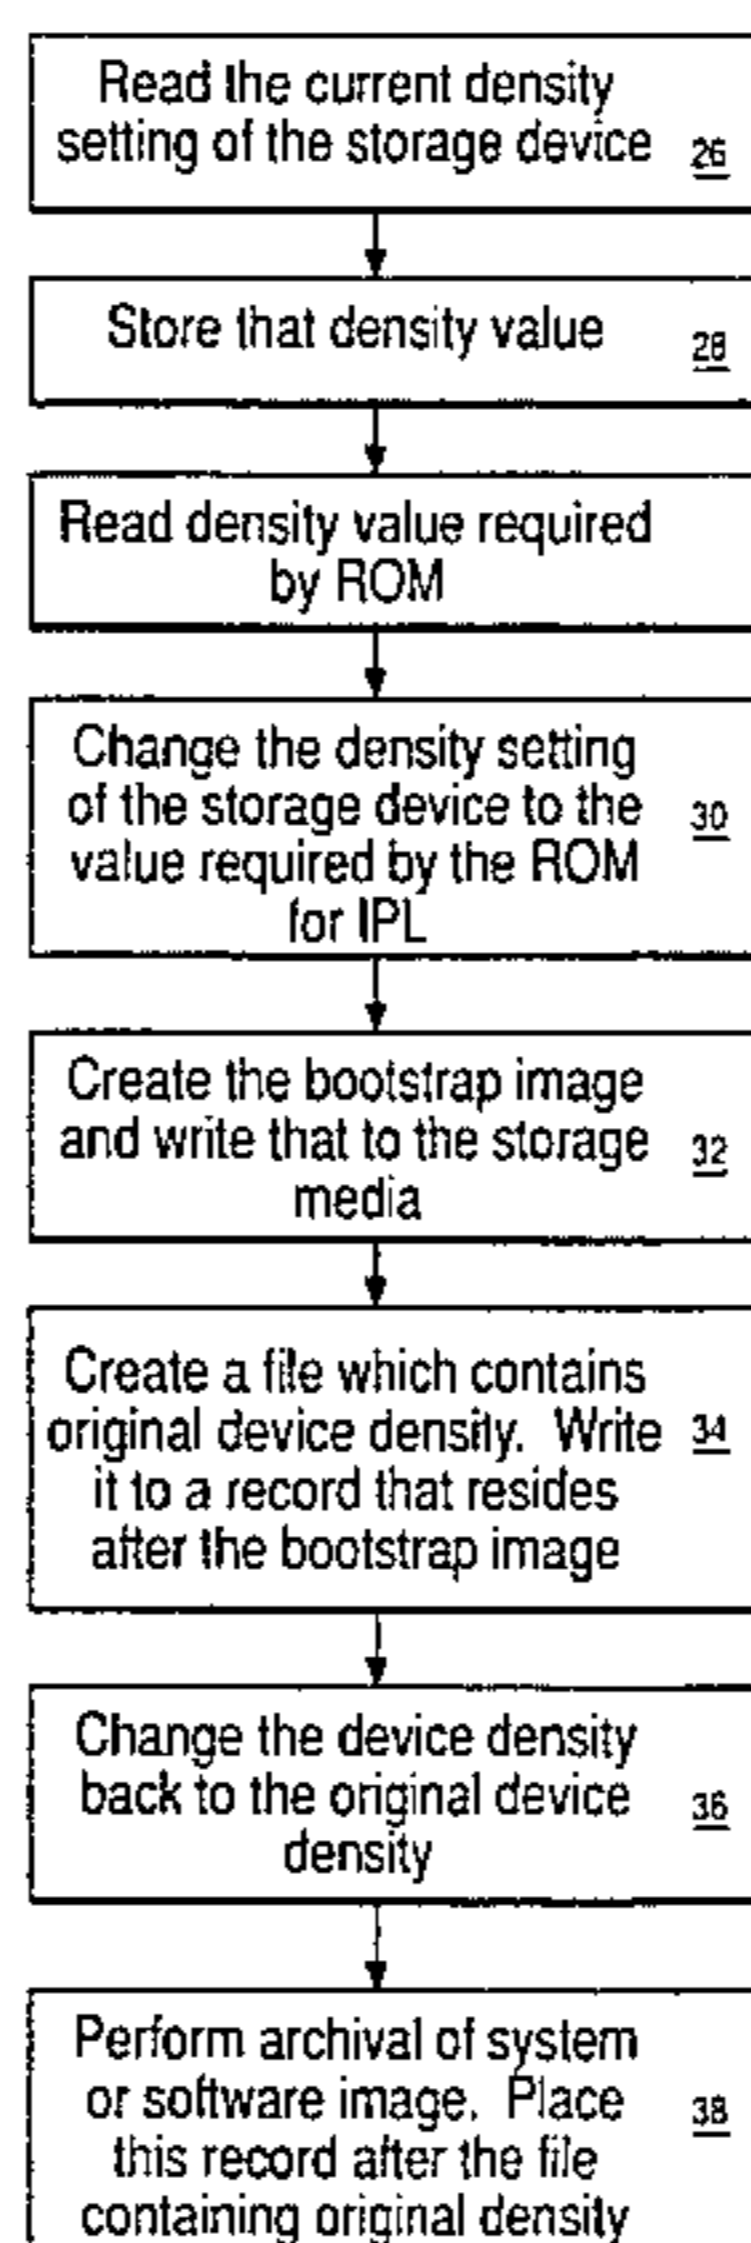 Read the current density
setting of the storage device 26
Store that density value 28
Read density value required
by ROM
Change the density setting
of the storage device to the 30
value required by the ROM
for IPL
Create the bootstrap image
and write that to the storage 32
media
Create a file which contains
original device density. Write 34
it to a record that resides
after the bootstrap image
Change the device density
back to the original device 36
density
Perform archival of system
or software image. Place 38
this record after the file
containing original density